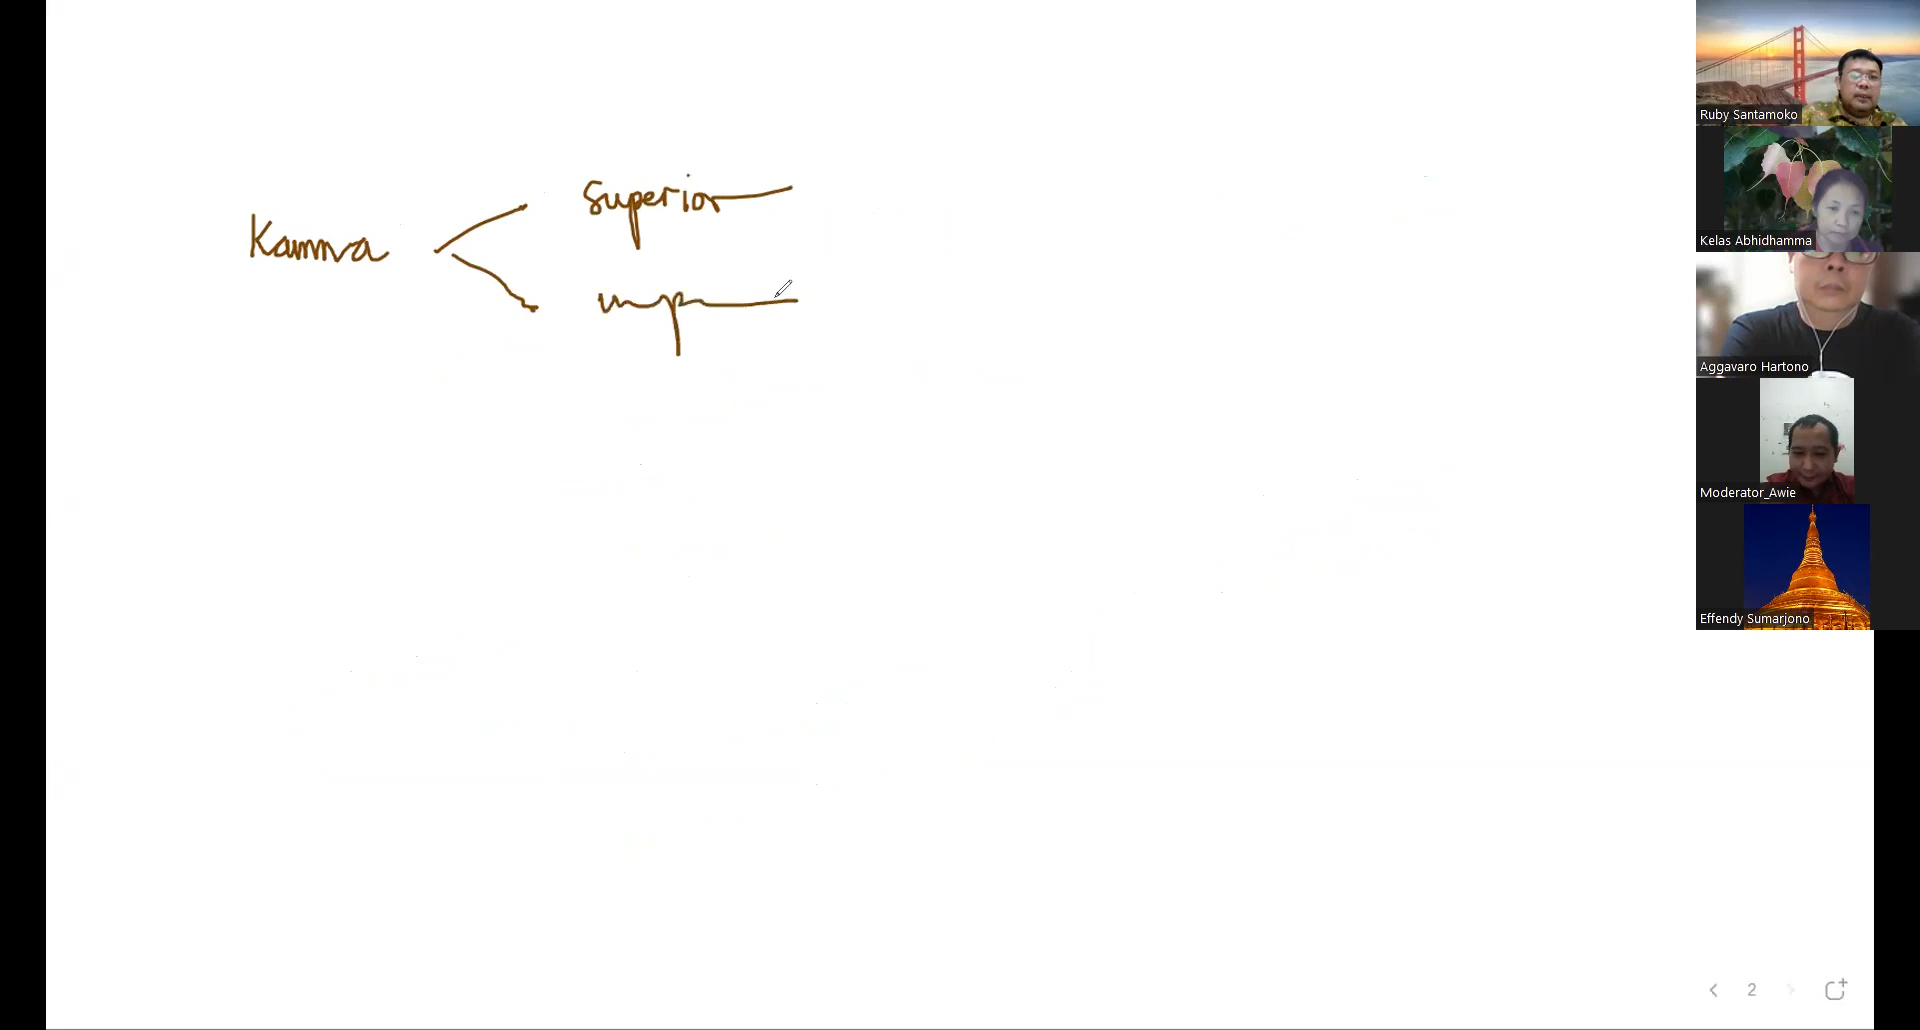 Kamma
Superior
Ruby Santamoko
Kelas Abhidhamma
Aggavaro Hartono
Moderator_Awie
Effendy Sumarjono
2